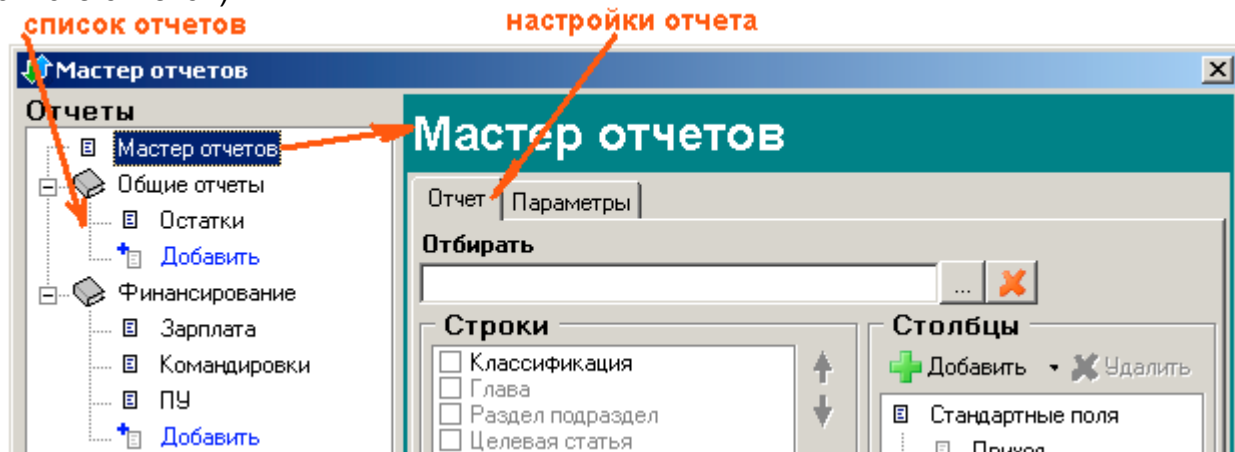 список отчетов
настройки отчета
Мастер отчетов
Отчеты
Мастер отчетов
Общие отчеты
Остатки
Добавить
Финансирование
Зарплата
Командировки
ПУ
Добавить
Мастер отчетов
Отчет Параметры
Отбирать
...
Строки
Классификация
Глава
Раздел подраздел
Целевая статья
Столбцы
Добавить Удалить
Стандартные поля
Приход